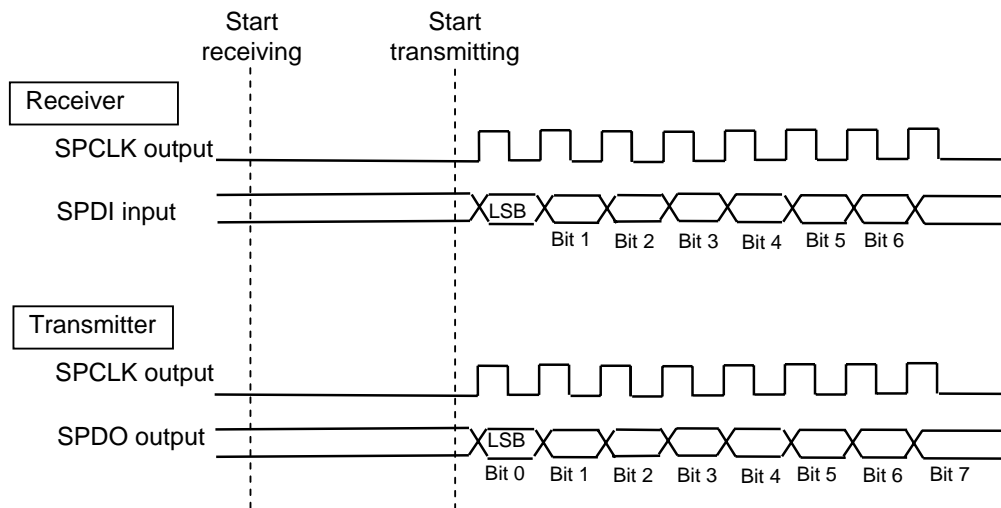 Start receiving
Start transmitting
Receiver
SPCLK output
SPDI input
LSB
Bit 1 Bit 2 Bit 3 Bit 4 Bit 5 Bit 6
Transmitter
SPCLK output
SPDO output
LSB
Bit 0 Bit 1 Bit 2 Bit 3 Bit 4 Bit 5 Bit 6 Bit 7